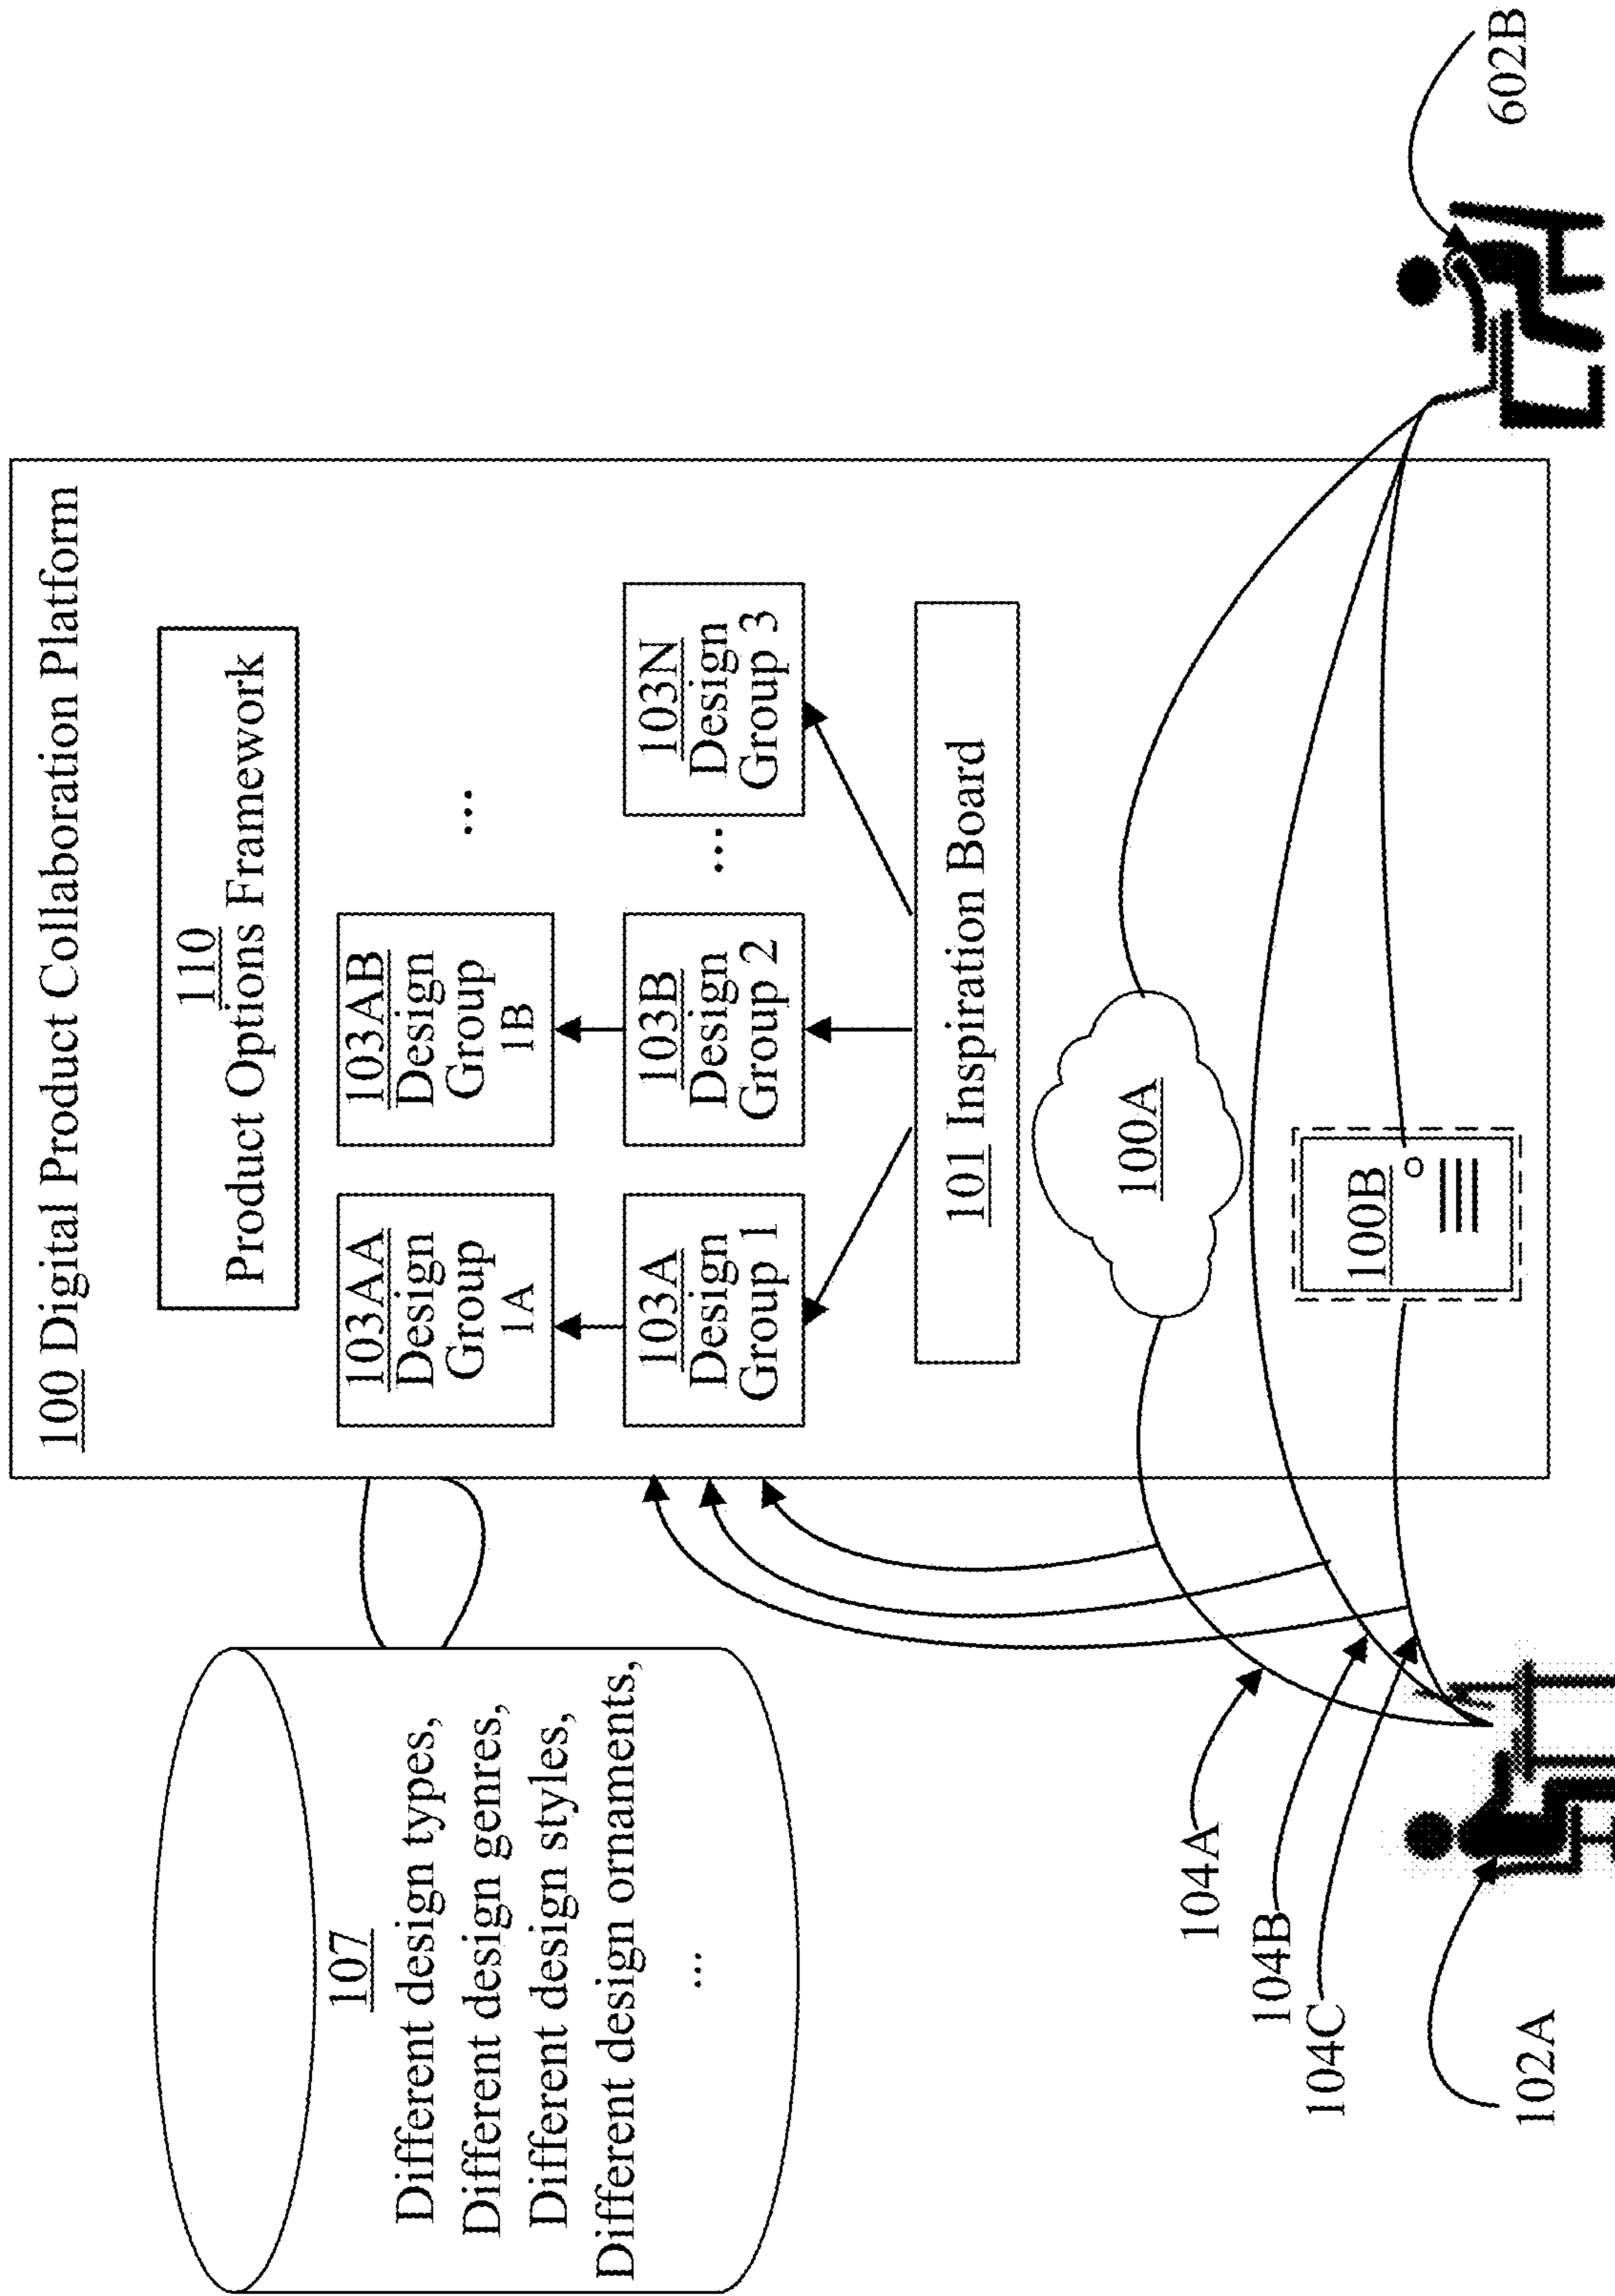 100 Digital Product Collaboration Platform
110
Product Options Framework
103AA
Design
Group
1A
103AB
Design
Group
1B
...
103A
Design
Group 1
103B
Design
Group 2
...
103N
Design
Group 3
101 Inspiration Board
100A
100B
107
Different design types,
Different design genres,
Different design styles,
Different design ornaments,
...
104A
104B
104C
102A
602B